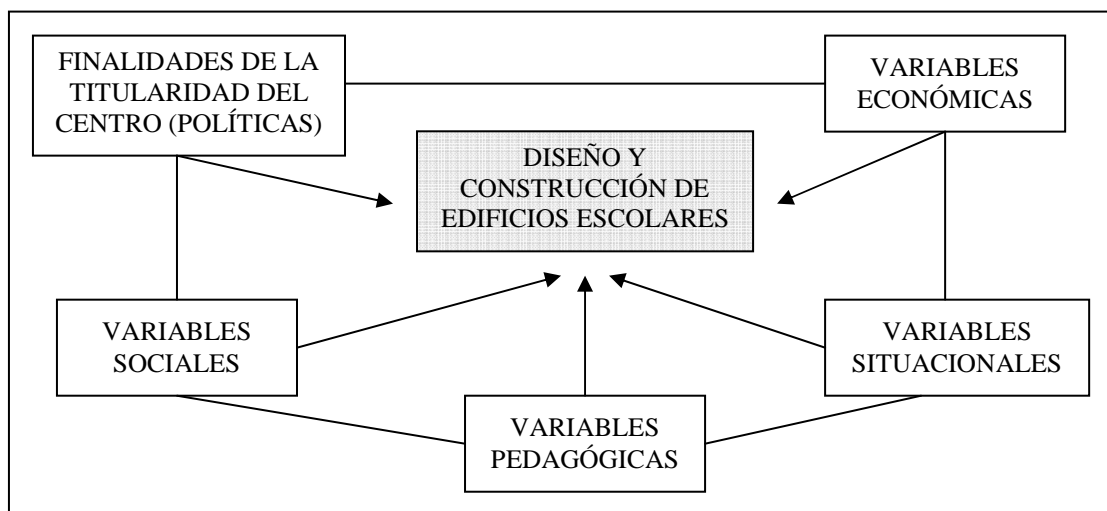 FINALIDADES DE LA
TITULARIDAD DEL
CENTRO (POLÍTICAS)
VARIABLES
ECONÓMICAS
DISEÑO Y
CONSTRUCCIÓN DE
EDIFICIOS ESCOLARES
VARIABLES
SOCIALES
VARIABLES
SITUACIONALES
VARIABLES
PEDAGÓGICAS